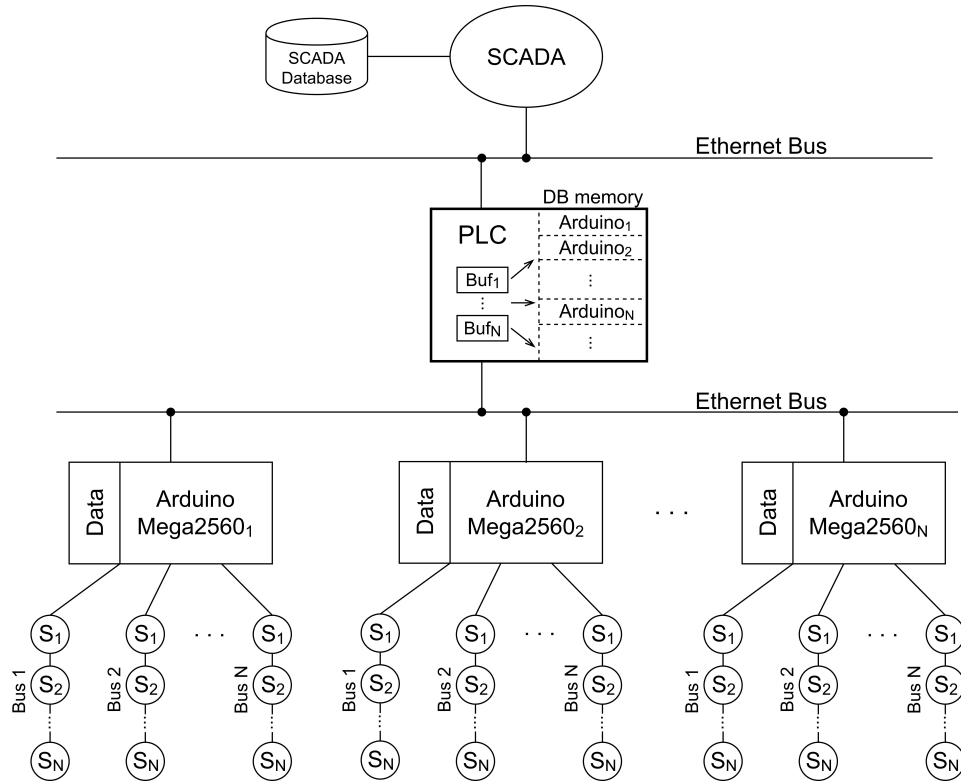 SCADA
Database
SCADA
Ethernet Bus
DB memory
PLC
Arduino1
Arduino2
⋮
Buf1
⋮
BufN
ArduinoN
⋮
Ethernet Bus
Data
Arduino
Mega25601
Data
Arduino
Mega25602
. . .
Data
Arduino
Mega2560N
S1 S1 . . . S1
S1 S1 . . . S1
S1 S1 . . . S1
Bus 1 Bus 2 Bus N
Bus 1 Bus 2 Bus N
Bus 1 Bus 2 Bus N
S2 S2 S2
S2 S2 S2
S2 S2 S2
SN SN SN
SN SN SN
SN SN SN